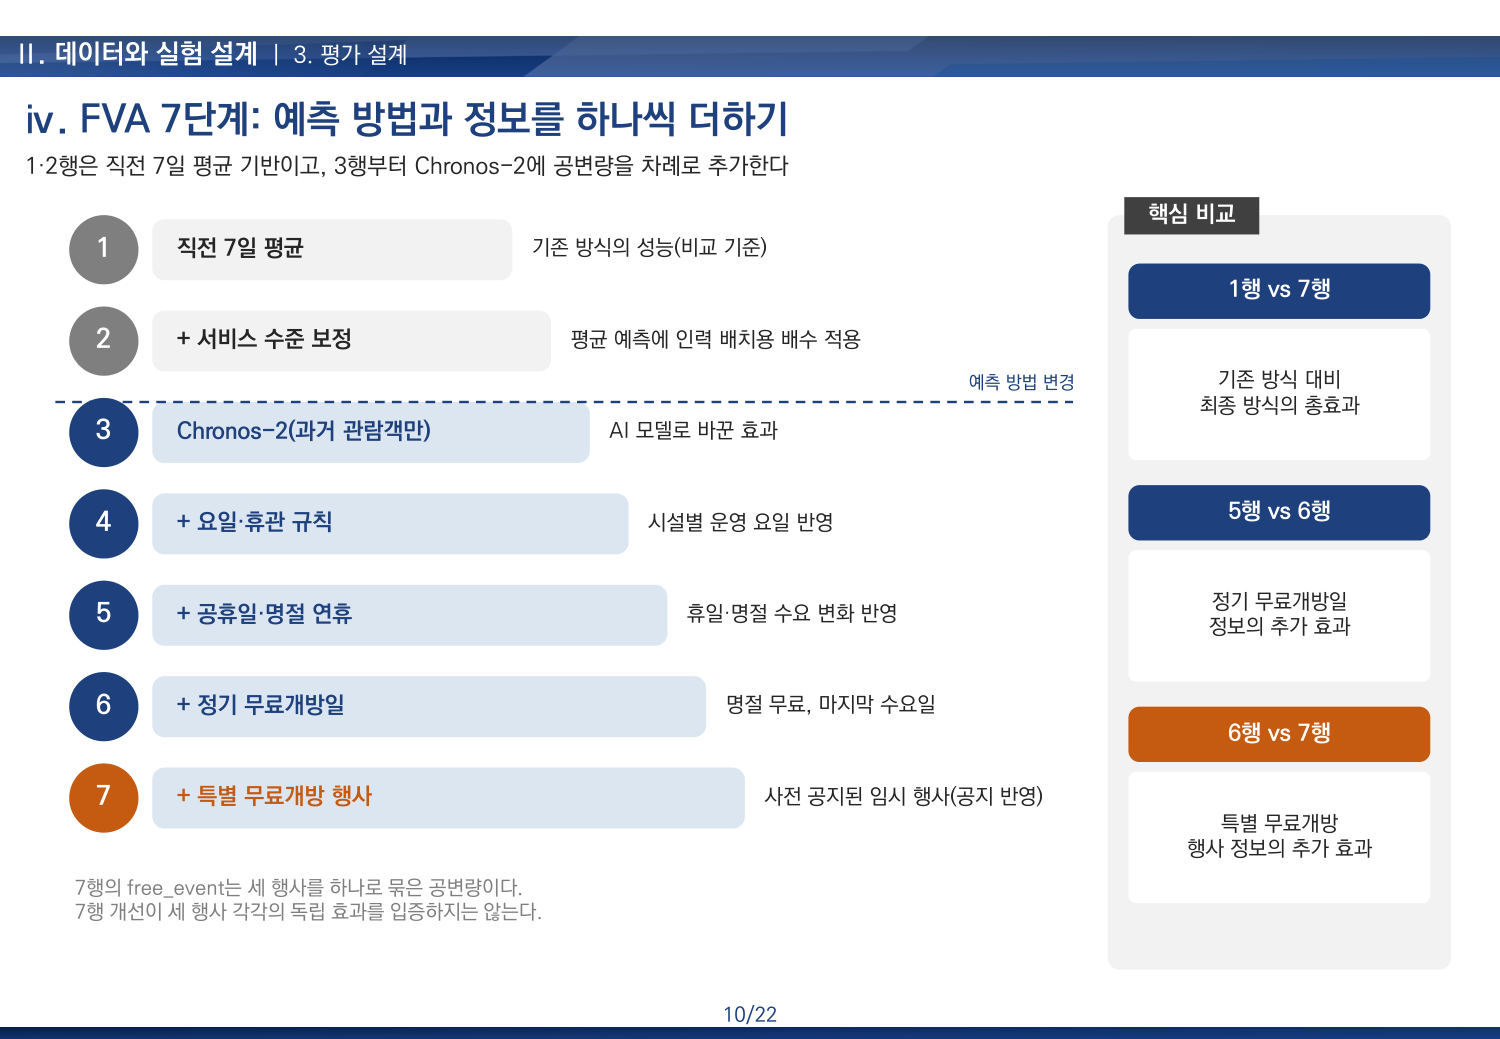 II. 데이터와 실험 설계 | 3. 평가 설계
iv. FVA 7단계: 예측 방법과 정보를 하나씩 더하기
1·2행은 직전 7일 평균 기반이고, 3행부터 Chronos-2에 공변량을 차례로 추가한다
1 직전 7일 평균 기존 방식의 성능(비교 기준)
2 + 서비스 수준 보정 평균 예측에 인력 배치용 배수 적용
예측 방법 변경
3 Chronos-2(과거 관람객만) AI 모델로 바꾼 효과
4 + 요일·휴관 규칙 시설별 운영 요일 반영
5 + 공휴일·명절 연휴 휴일·명절 수요 변화 반영
6 + 정기 무료개방일 명절 무료, 마지막 수요일
7 + 특별 무료개방 행사 사전 공지된 임시 행사(공지 반영)
7행의 free_event는 세 행사를 하나로 묶은 공변량이다.
7행 개선이 세 행사 각각의 독립 효과를 입증하지는 않는다.
핵심 비교
1행 vs 7행
기존 방식 대비
최종 방식의 총효과
5행 vs 6행
정기 무료개방일
정보의 추가 효과
6행 vs 7행
특별 무료개방
행사 정보의 추가 효과
10/22